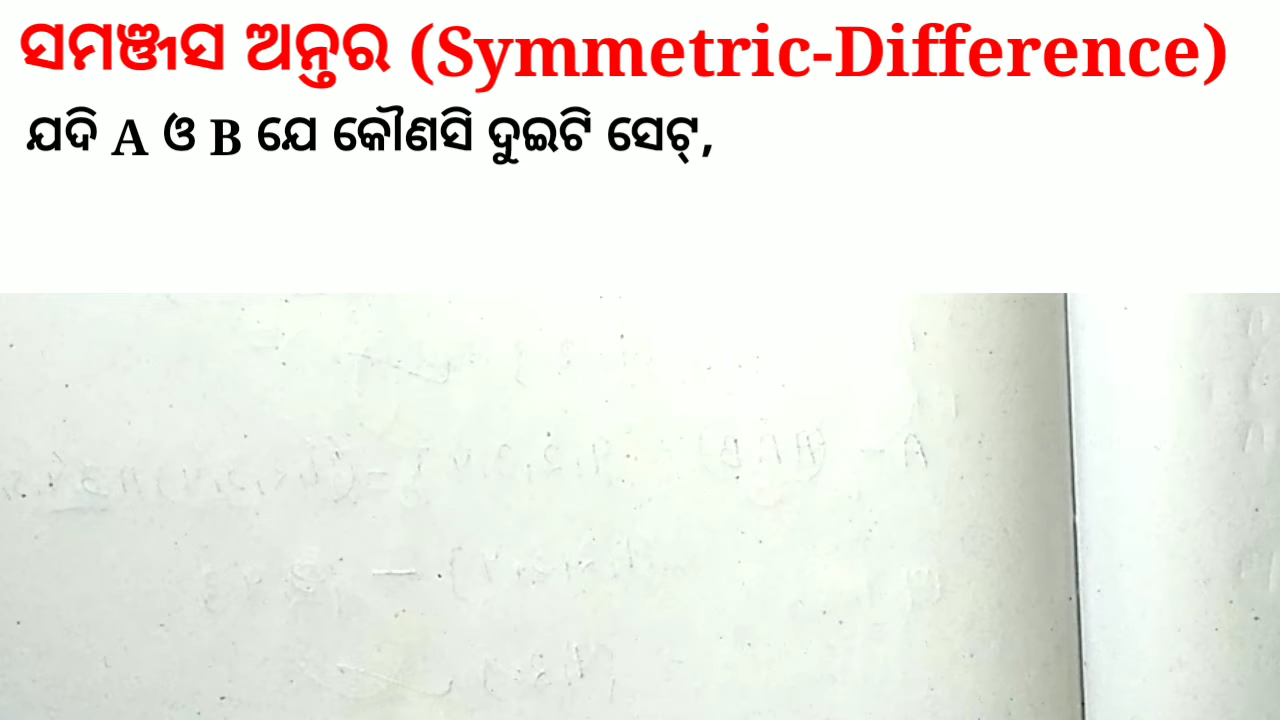 ସମଞ୍ଜସ ଅନ୍ତର (Symmetric-Difference)
ଯଦି A ଓ B ଯେ କୌଣସି ଦୁଇଟି ସେଟ୍,